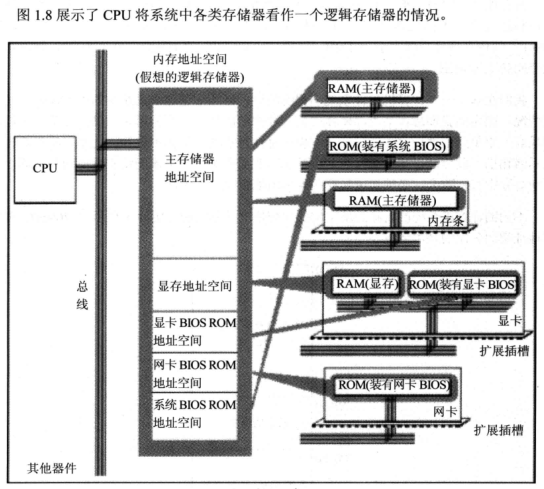 图 1.8 展示了 CPU 将系统中各类存储器看作一个逻辑存储器的情况。
内存地址空间
(假想的逻辑存储器)
RAM(主存储器)
ROM(装有系统 BIOS)
CPU
主存储器
地址空间
RAM(主存储器)
内存条
总
线
显存地址空间
RAM(显存)
ROM(装有显卡 BIOS)
显卡
显卡 BIOS ROM
地址空间
扩展插槽
网卡 BIOS ROM
地址空间
ROM(装有网卡 BIOS)
网卡
系统 BIOS ROM
地址空间
扩展插槽
其他器件